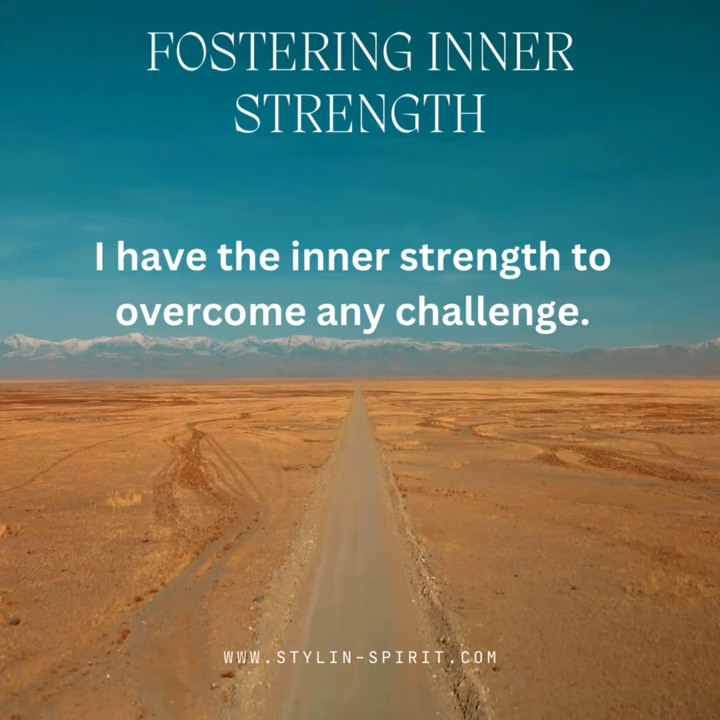 FOSTERING INNER
STRENGTH
I have the inner strength to
overcome any challenge.
WWW.STYLIN-SPIRIT.COM